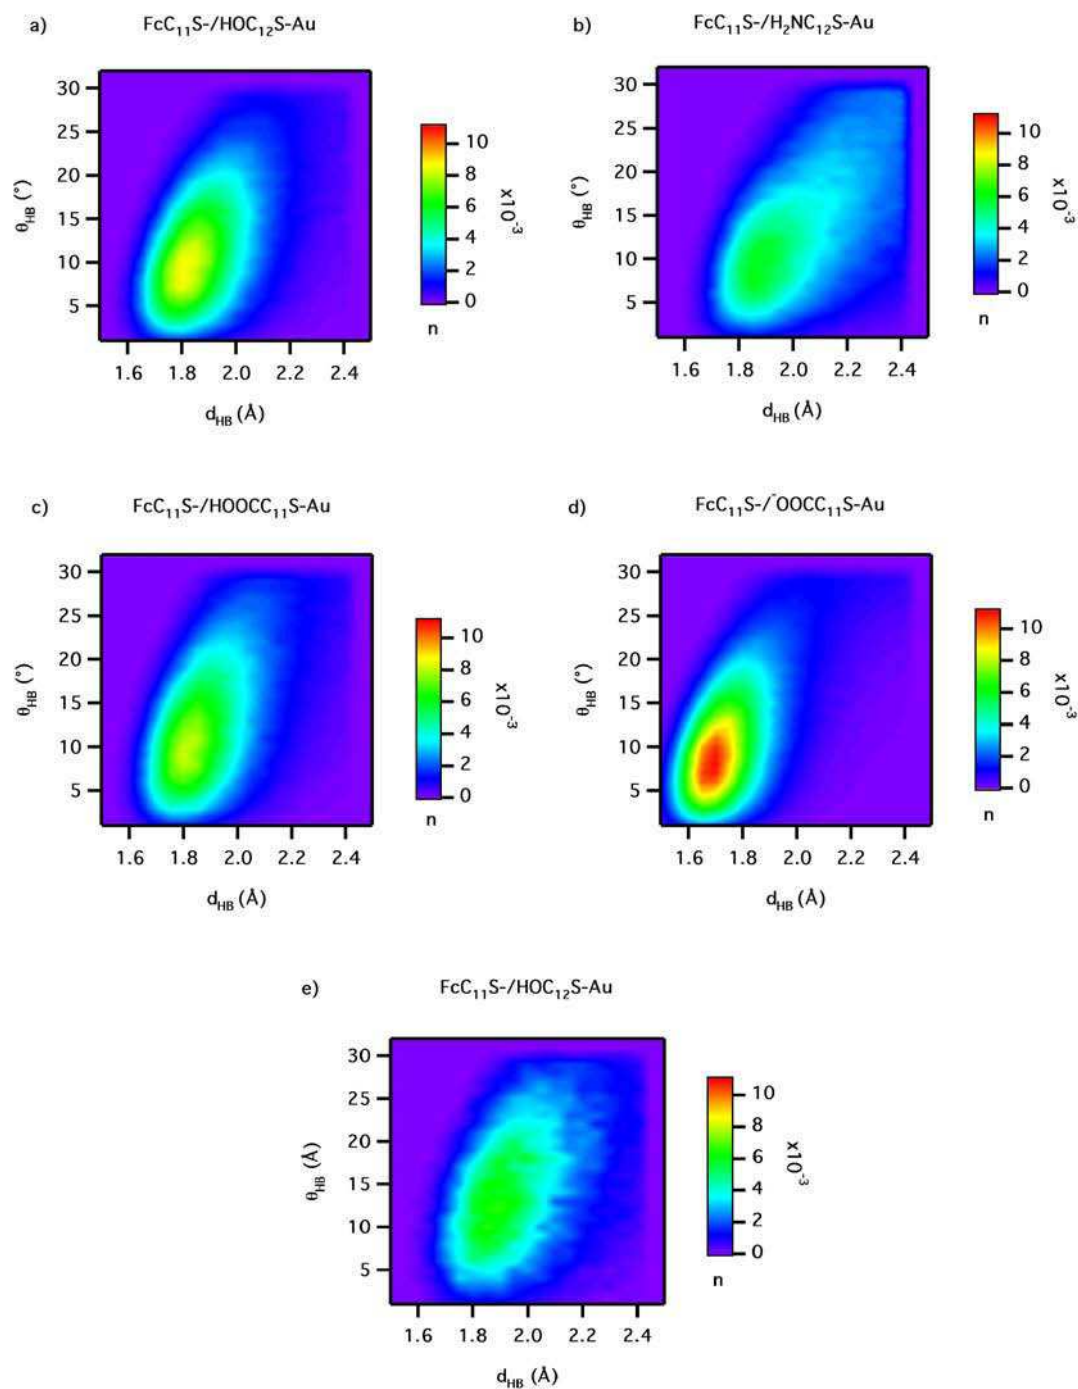 a) FcC₁₁S-/HOC₁₂S-Au
30
25
20
15
10
5
θHB (°)
1.6 1.8 2.0 2.2 2.4
dHB (Å)
10
8
6
4
2
0
x10⁻³
n
b) FcC₁₁S-/H₂NC₁₂S-Au
30
25
20
15
10
5
θHB (°)
1.6 1.8 2.0 2.2 2.4
dHB (Å)
10
8
6
4
2
0
x10⁻³
n
c) FcC₁₁S-/HOOCC₁₁S-Au
30
25
20
15
10
5
θHB (°)
1.6 1.8 2.0 2.2 2.4
dHB (Å)
10
8
6
4
2
0
x10⁻³
n
d) FcC₁₁S-/⁻OOCC₁₁S-Au
30
25
20
15
10
5
θHB (°)
1.6 1.8 2.0 2.2 2.4
dHB (Å)
10
8
6
4
2
0
x10⁻³
n
e) FcC₁₁S-/HOC₁₂S-Au
30
25
20
15
10
5
θHB (Å)
1.6 1.8 2.0 2.2 2.4
dHB (Å)
10
8
6
4
2
0
x10⁻³
n